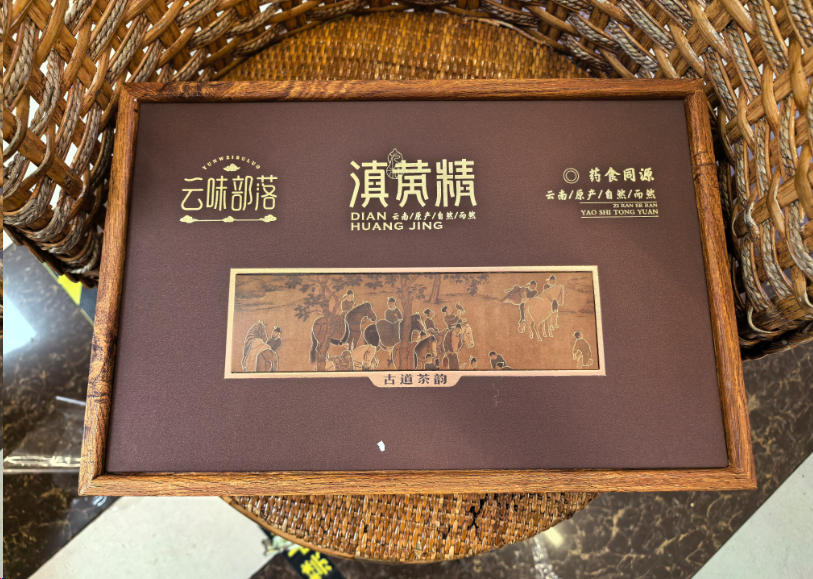 YUNWEIBULUO
云味部落
滇黄精
DIAN 云南/原产/自然/而然
HUANG JING
药食同源
云南/原产/自然/而然
ZI RAN ER RAN
YAO SHI TONG YUAN
古道茶韵